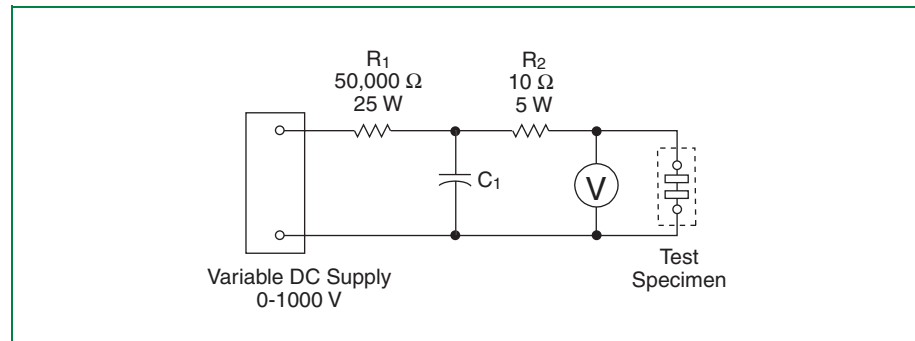 R1
50,000 Ω
25 W
R2
10 Ω
5 W
C1
V
Variable DC Supply
0-1000 V
Test
Specimen